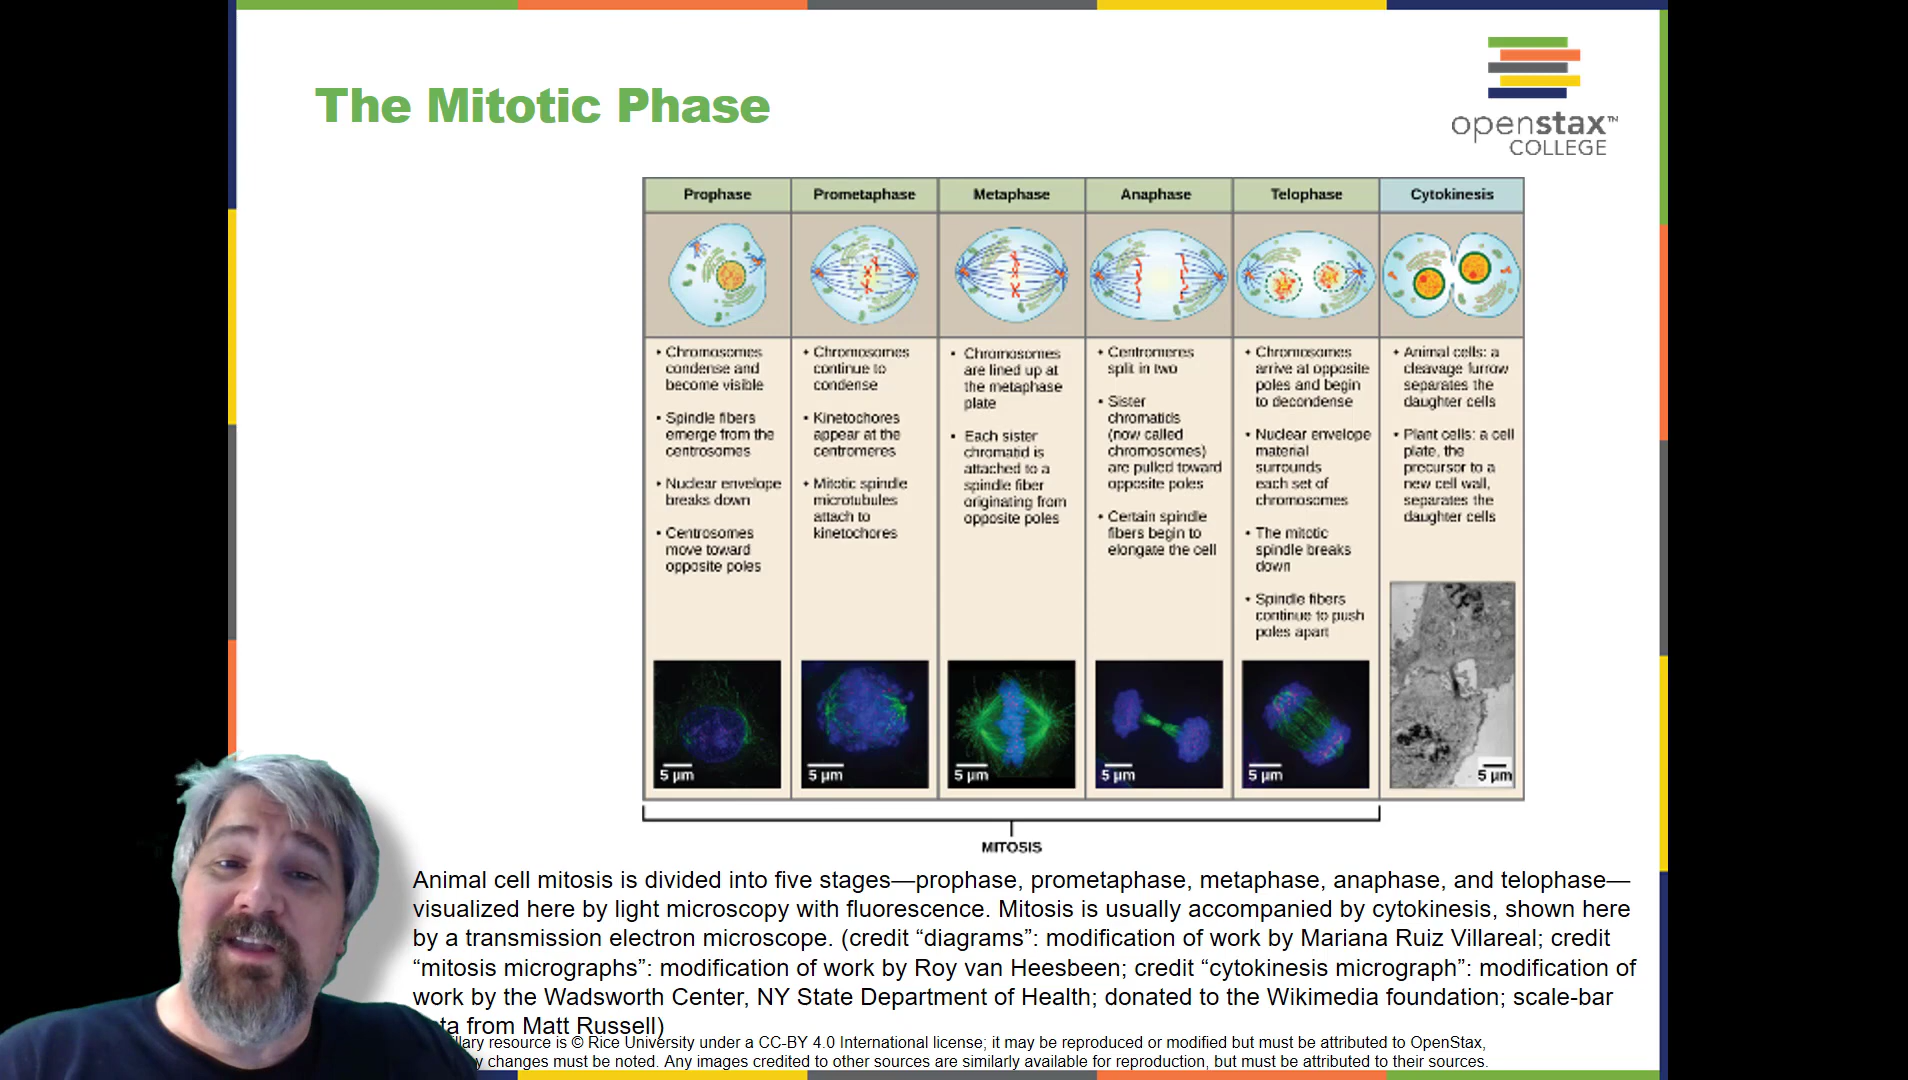 The Mitotic Phase
openstax™
COLLEGE
Prophase
Prometaphase
Metaphase
Anaphase
Telophase
Cytokinesis
• Chromosomes
condense and
become visible
• Spindle fibers
emerge from the
centrosomes
• Nuclear envelope
breaks down
• Centrosomes
move toward
opposite poles
• Chromosomes
continue to
condense
• Kinetochores
appear at the
centromeres
• Mitotic spindle
microtubules
attach to
kinetochores
• Chromosomes
are lined up at
the metaphase
plate
• Each sister
chromatid is
attached to a
spindle fiber
originating from
opposite poles
• Centromeres
split in two
• Sister
chromatids
(now called
chromosomes)
are pulled toward
opposite poles
• Certain spindle
fibers begin to
elongate the cell
• Chromosomes
arrive at opposite
poles and begin
to decondense
• Nuclear envelope
material
surrounds
each set of
chromosomes
• The mitotic
spindle breaks
down
• Spindle fibers
continue to push
poles apart
• Animal cells: a
cleavage furrow
separates the
daughter cells
• Plant cells: a cell
plate, the
precursor to a
new cell wall,
separates the
daughter cells
5 µm
5 µm
5 µm
5 µm
5 µm
5 µm
MITOSIS
Animal cell mitosis is divided into five stages—prophase, prometaphase, metaphase, anaphase, and telophase—
visualized here by light microscopy with fluorescence. Mitosis is usually accompanied by cytokinesis, shown here
by a transmission electron microscope. (credit “diagrams”: modification of work by Mariana Ruiz Villareal; credit
“mitosis micrographs”: modification of work by Roy van Heesbeen; credit “cytokinesis micrograph”: modification of
work by the Wadsworth Center, NY State Department of Health; donated to the Wikimedia foundation; scale-bar
from Matt Russell)
resource is © Rice University under a CC-BY 4.0 International license; it may be reproduced or modified but must be attributed to OpenStax,
changes must be noted. Any images credited to other sources are similarly available for reproduction, but must be attributed to their sources.